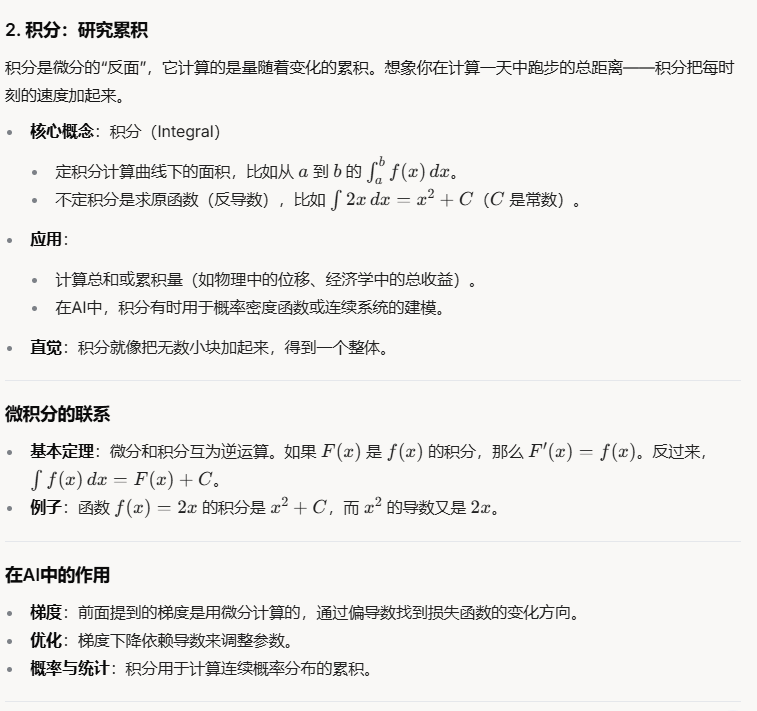 2. 积分：研究累积
积分是微分的“反面”，它计算的是量随着变化的累积。想象你在计算一天中跑步的总距离——积分把每时
刻的速度加起来。
核心概念：积分（Integral）
定积分计算曲线下的面积，比如从 a 到 b 的 ∫_a^b f(x) dx。
不定积分是求原函数（反导数），比如 ∫ 2x dx = x² + C（C 是常数）。
应用：
计算总和或累积量（如物理中的位移、经济学中的总收益）。
在AI中，积分有时用于概率密度函数或连续系统的建模。
直觉：积分就像把无数小块加起来，得到一个整体。
微积分的联系
基本定理：微分和积分互为逆运算。如果 F(x) 是 f(x) 的积分，那么 F′(x) = f(x)。反过来，
∫ f(x) dx = F(x) + C。
例子：函数 f(x) = 2x 的积分是 x² + C，而 x² 的导数又是 2x。
在AI中的作用
梯度：前面提到的梯度是用微分计算的，通过偏导数找到损失函数的变化方向。
优化：梯度下降依赖导数来调整参数。
概率与统计：积分用于计算连续概率分布的累积。